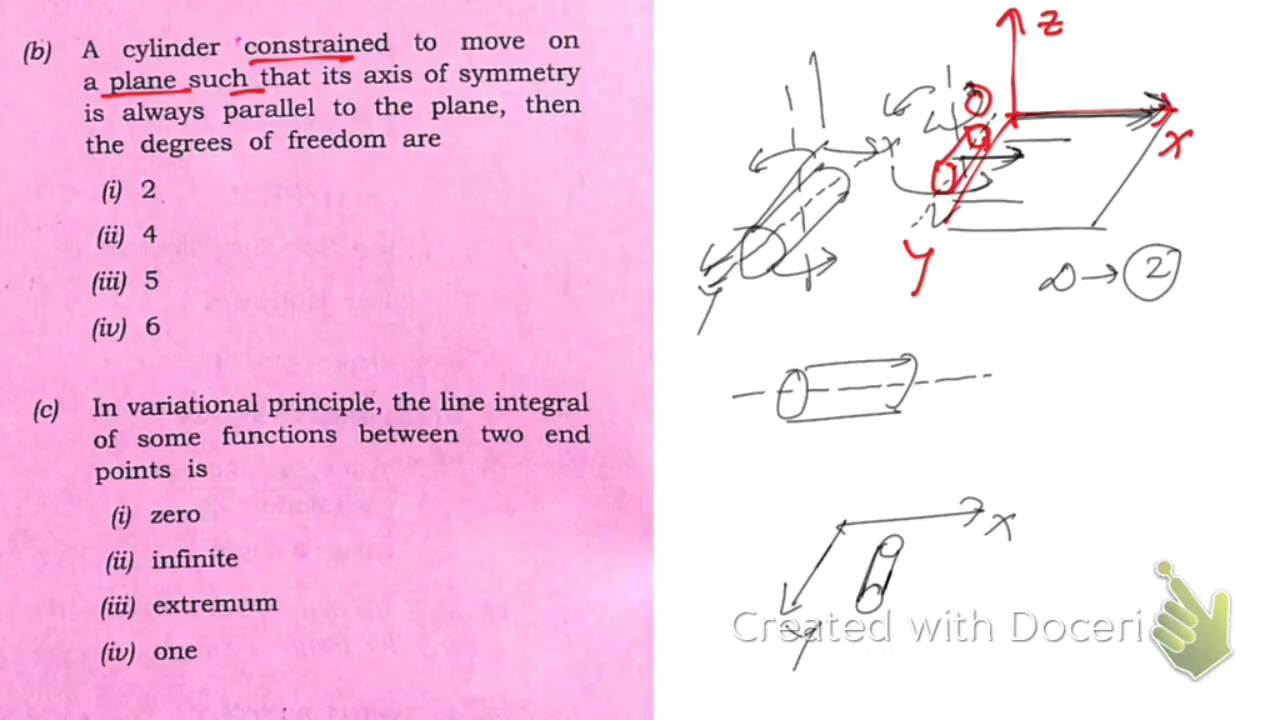 (b) A cylinder constrained to move on
a plane such that its axis of symmetry
is always parallel to the plane, then
the degrees of freedom are
(i) 2
(ii) 4
(iii) 5
(iv) 6
(c) In variational principle, the line integral
of some functions between two end
points is
(i) zero
(ii) infinite
(iii) extremum
(iv) one
Z
X
Y
Y
2
X
Y
Created with Doceri